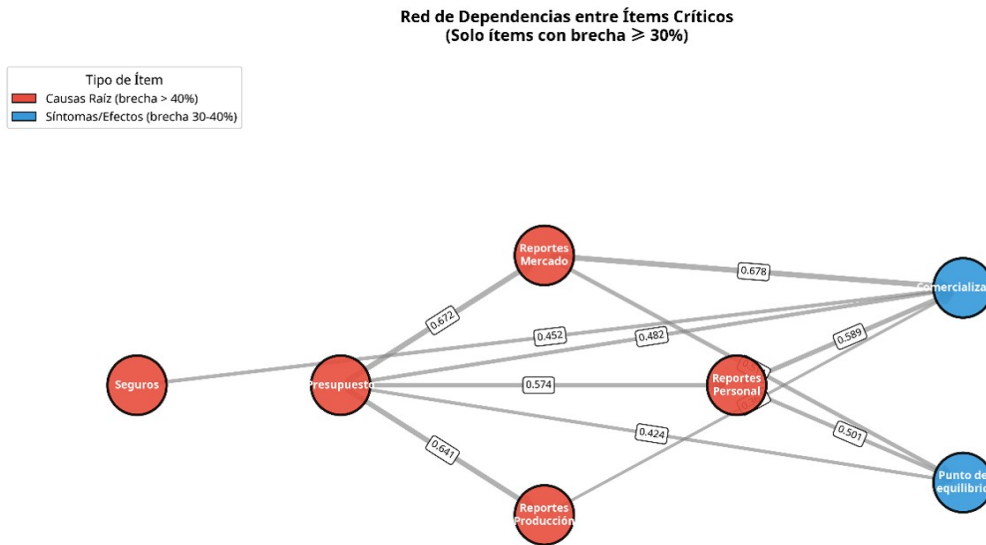 Red de Dependencias entre Ítems Críticos
(Solo ítems con brecha ≥ 30%)
Tipo de Ítem
Causas Raíz (brecha > 40%)
Síntomas/Efectos (brecha 30-40%)
Reportes
Mercado
0.678
Comercializa
0.672
0.452
0.482
0.589
Seguros
Presupuesto
0.574
Reportes
Personal
0.424
0.501
0.641
Punto de
equilibrio
Reportes
Producción